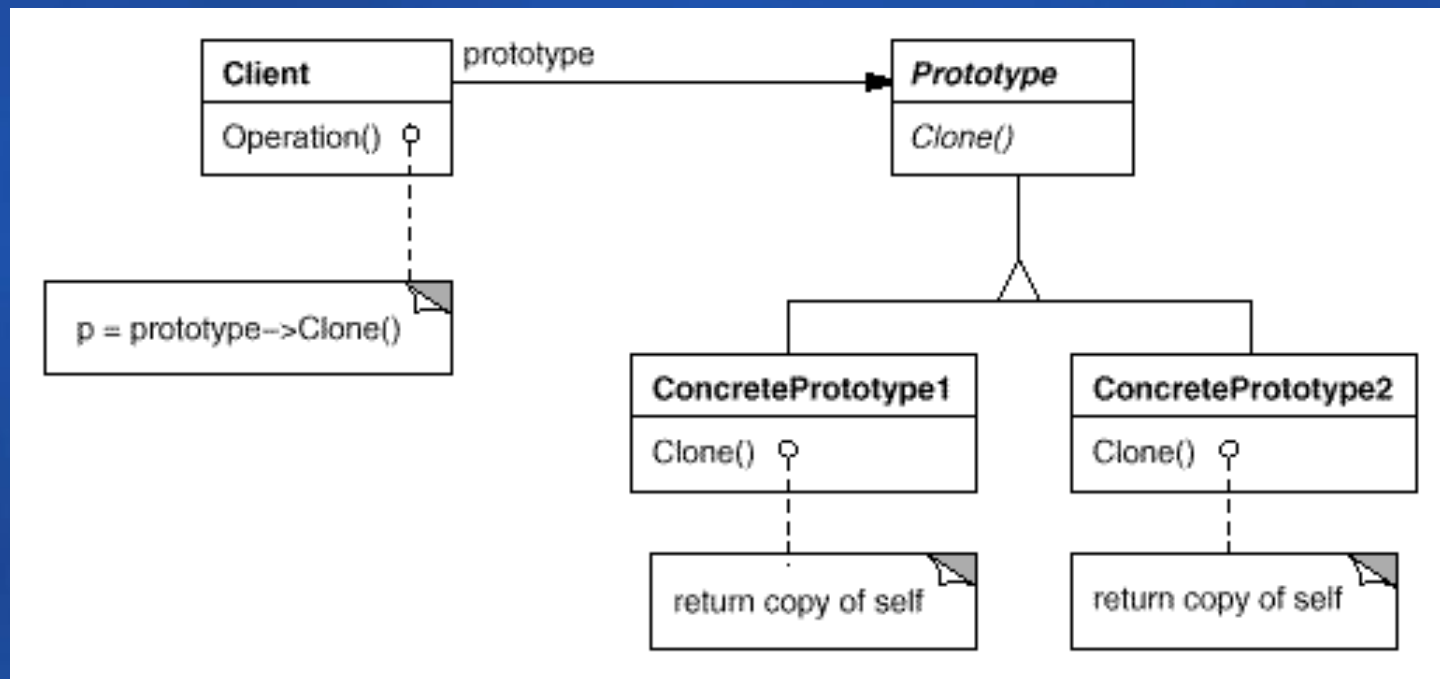 Client
prototype
Prototype
Operation()
Clone()
p = prototype–>Clone()
ConcretePrototype1
ConcretePrototype2
Clone()
Clone()
return copy of self
return copy of self